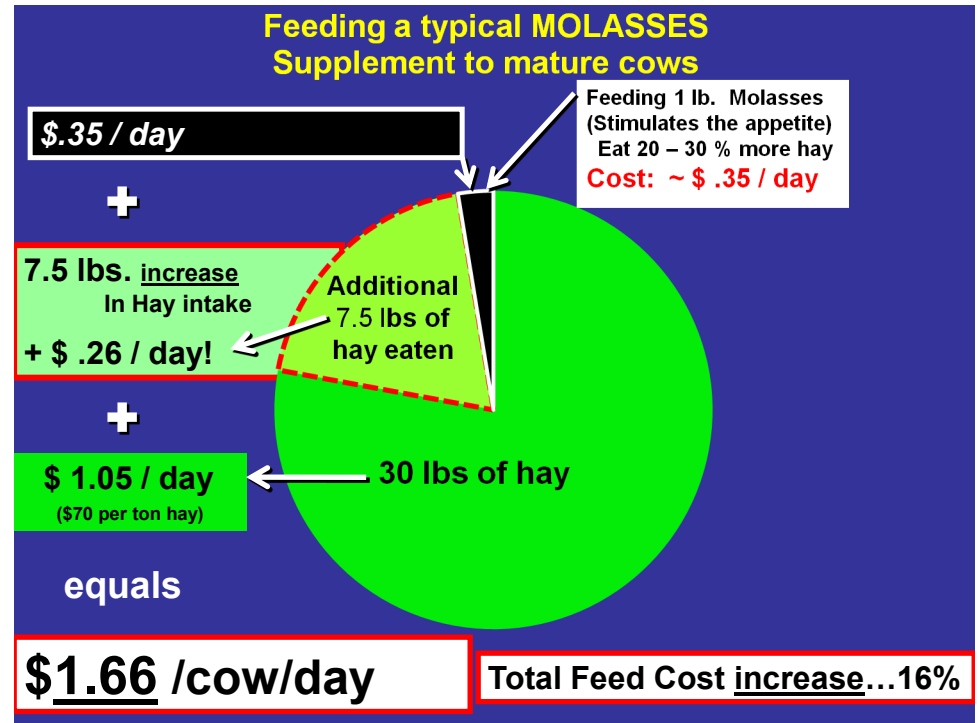 Feeding a typical MOLASSES
Supplement to mature cows
$.35 / day
Feeding 1 lb. Molasses
(Stimulates the appetite)
Eat 20 – 30 % more hay
Cost: ~ $ .35 / day
+
7.5 lbs. increase
In Hay intake
+ $ .26 / day!
Additional
7.5 lbs of
hay eaten
+
$ 1.05 / day
($70 per ton hay)
30 lbs of hay
equals
$1.66 /cow/day
Total Feed Cost increase…16%